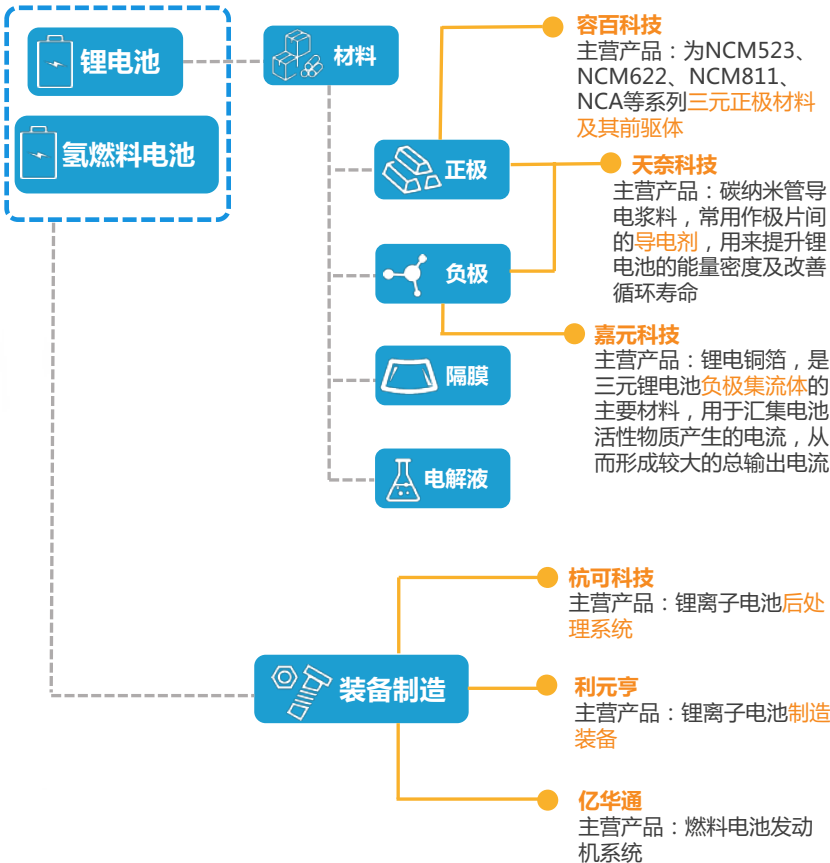 锂电池
氢燃料电池
材料
正极
负极
隔膜
电解液
装备制造
容百科技
主营产品：为NCM523、
NCM622、NCM811、
NCA等系列三元正极材料
及其前驱体
天奈科技
主营产品：碳纳米管导
电浆料，常用作极片间
的导电剂，用来提升锂
电池的能量密度及改善
循环寿命
嘉元科技
主营产品：锂电铜箔，是
三元锂电池负极集流体的
主要材料，用于汇集电池
活性物质产生的电流，从
而形成较大的总输出电流
杭可科技
主营产品：锂离子电池后处
理系统
利元亨
主营产品：锂离子电池制造
装备
亿华通
主营产品：燃料电池发动
机系统